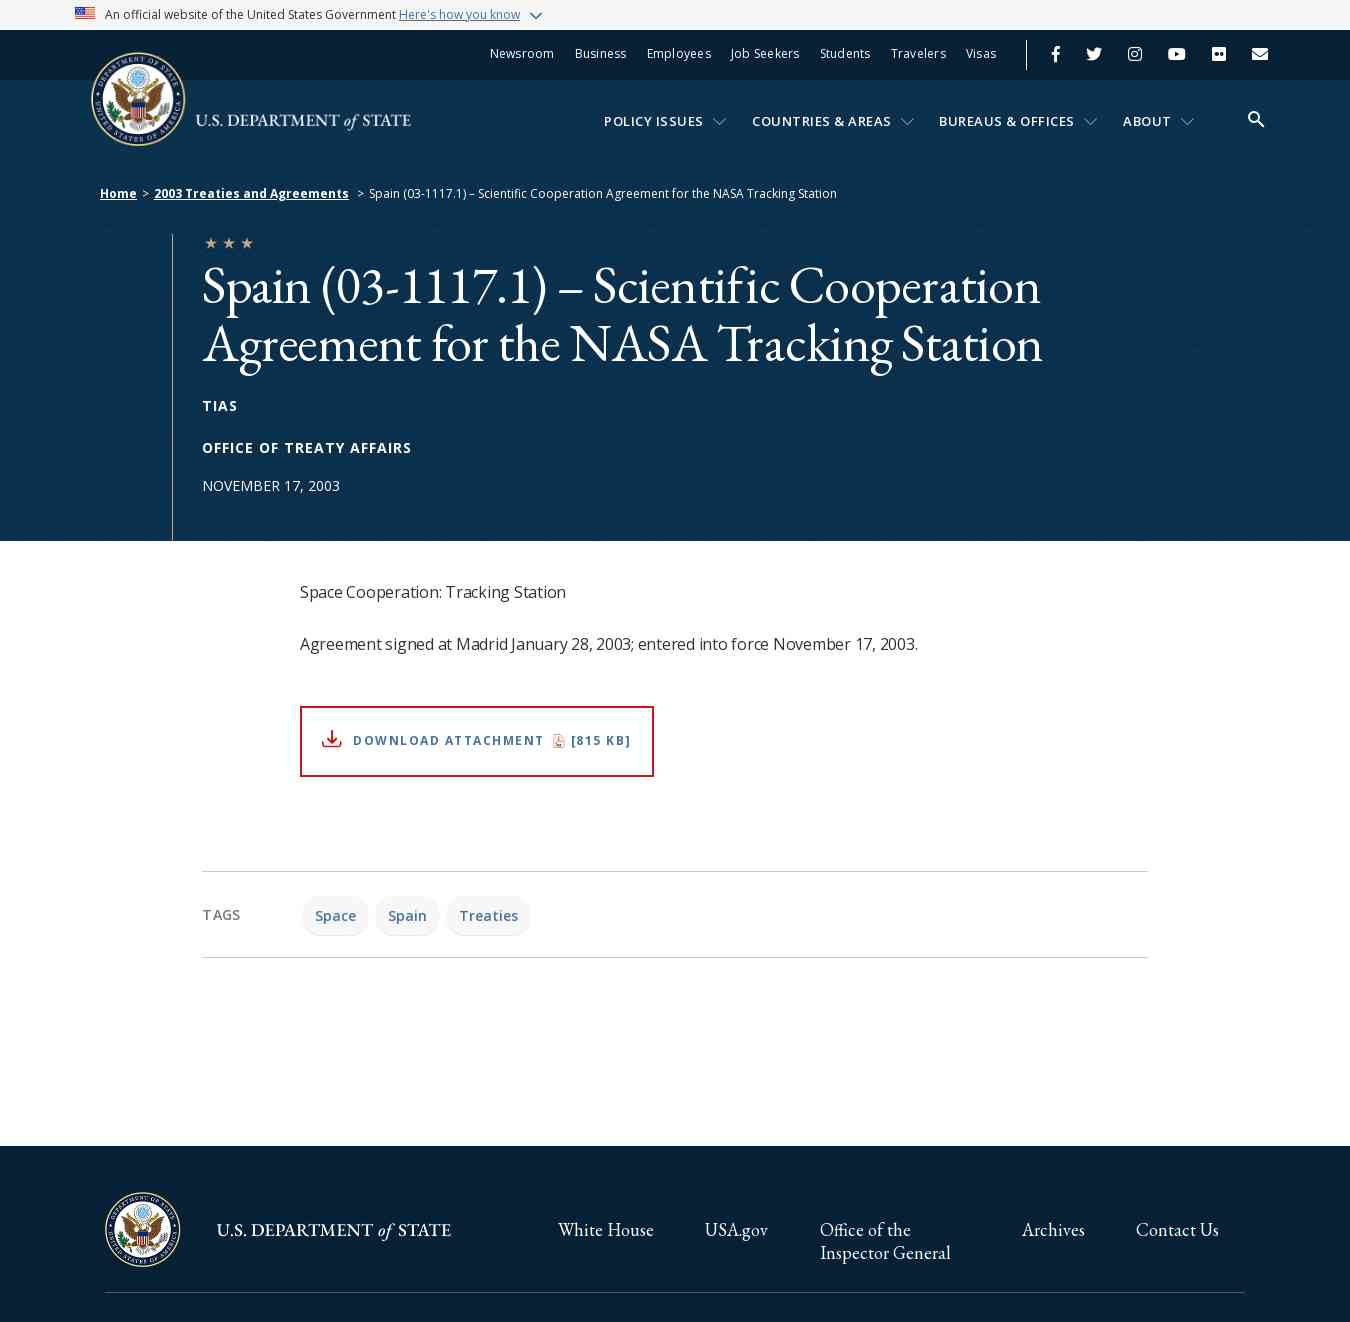 An official website of the United States Government Here's how you know
Newsroom Business Employees Job Seekers Students Travelers Visas
U.S. DEPARTMENT of STATE
POLICY ISSUES COUNTRIES & AREAS BUREAUS & OFFICES ABOUT
Home > 2003 Treaties and Agreements > Spain (03-1117.1) – Scientific Cooperation Agreement for the NASA Tracking Station
Spain (03-1117.1) – Scientific Cooperation
Agreement for the NASA Tracking Station
TIAS
OFFICE OF TREATY AFFAIRS
NOVEMBER 17, 2003
Space Cooperation: Tracking Station
Agreement signed at Madrid January 28, 2003; entered into force November 17, 2003.
DOWNLOAD ATTACHMENT [815 KB]
TAGS Space Spain Treaties
U.S. DEPARTMENT of STATE
White House USA.gov Office of the Archives Contact Us
Inspector General